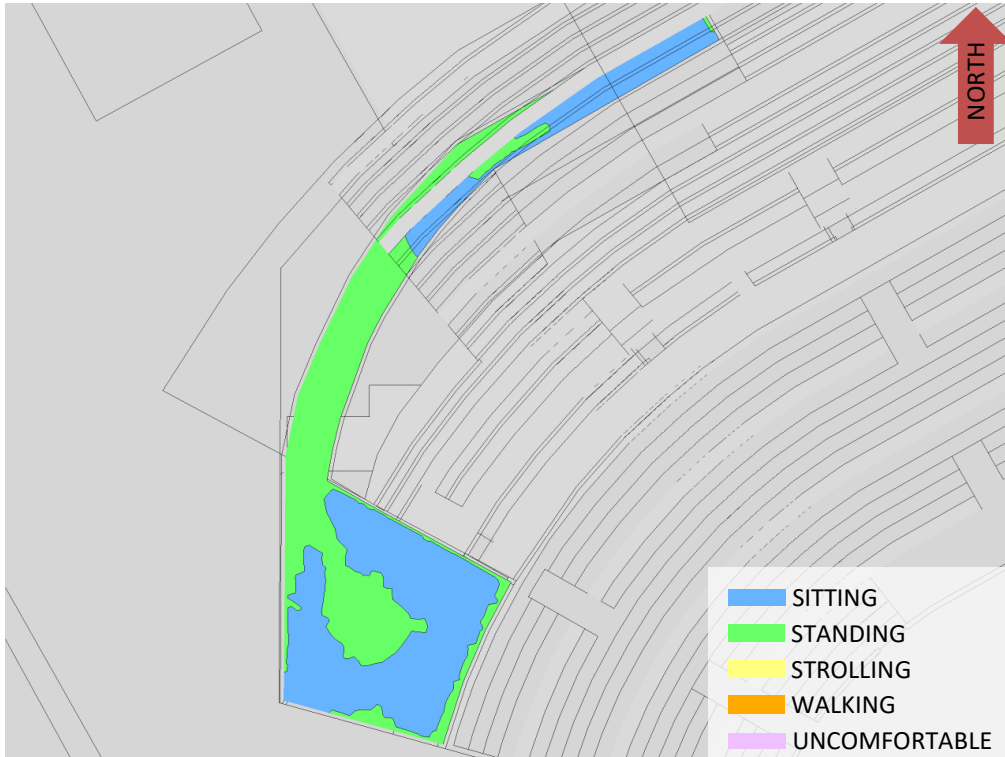 NORTH
SITTING
STANDING
STROLLING
WALKING
UNCOMFORTABLE